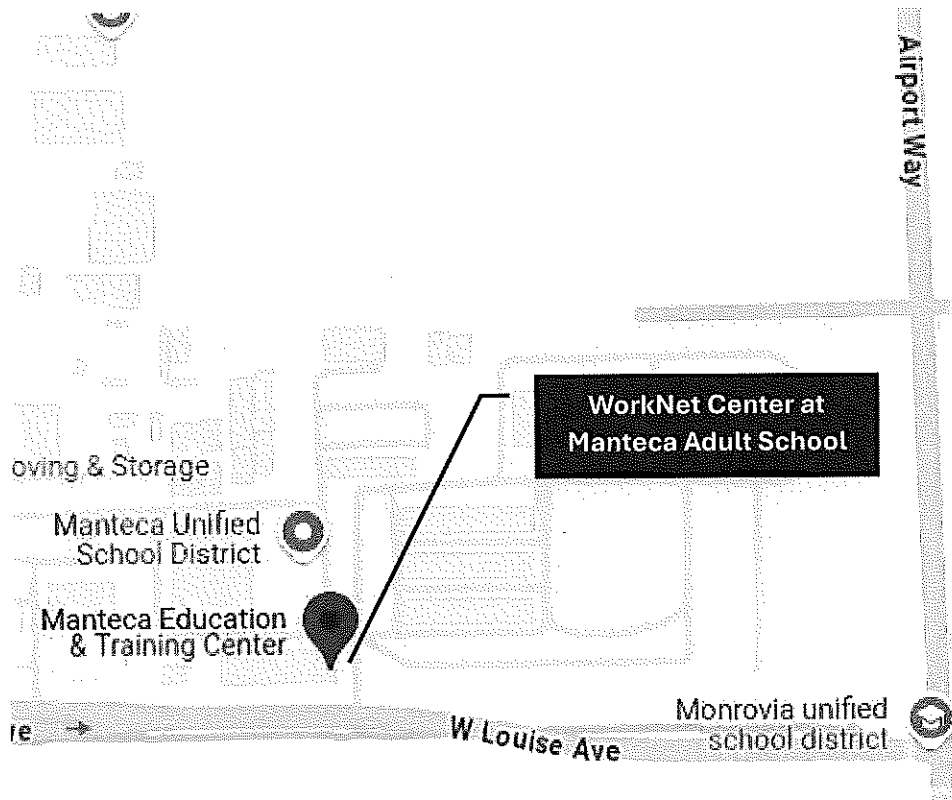 Airport Way
WorkNet Center at
Manteca Adult School
oving & Storage
Manteca Unified
School District
Manteca Education
& Training Center
Monrovia unified
school district
W Louise Ave
re